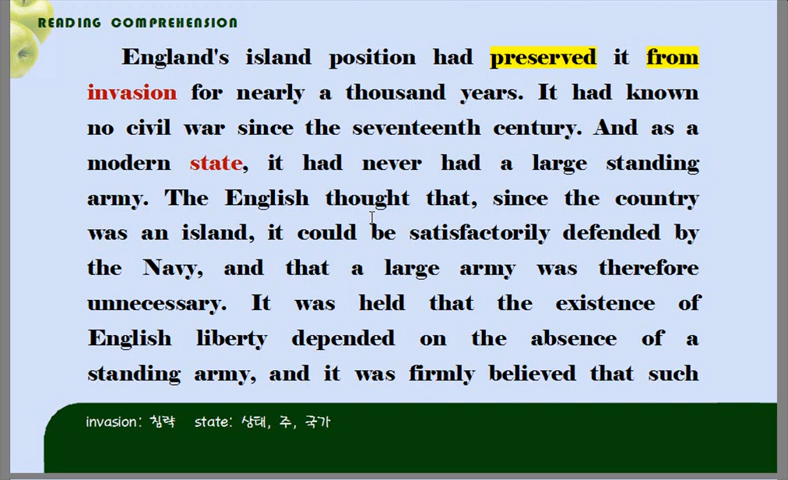 READING COMPREHENSION
England's island position had preserved it from
invasion for nearly a thousand years. It had known
no civil war since the seventeenth century. And as a
modern state, it had never had a large standing
army. The English thought that, since the country
was an island, it could be satisfactorily defended by
the Navy, and that a large army was therefore
unnecessary. It was held that the existence of
English liberty depended on the absence of a
standing army, and it was firmly believed that such
invasion: 침략 state: 상태, 주, 국가